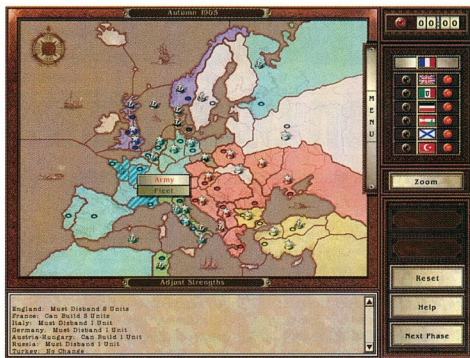 Autumn 1905
00:00
MENU
Army
Fleet
Zoom
Adjust Strengths
Reset
Help
Next Phase
England: Must Disband 2 Units
France: Can Build 5 Units
Italy: Must Disband 1 Unit
Germany: Must Disband 1 Unit
Austria-Hungary: Can Build 1 Unit
Russia: Must Disband 1 Unit
Turkey: No Change